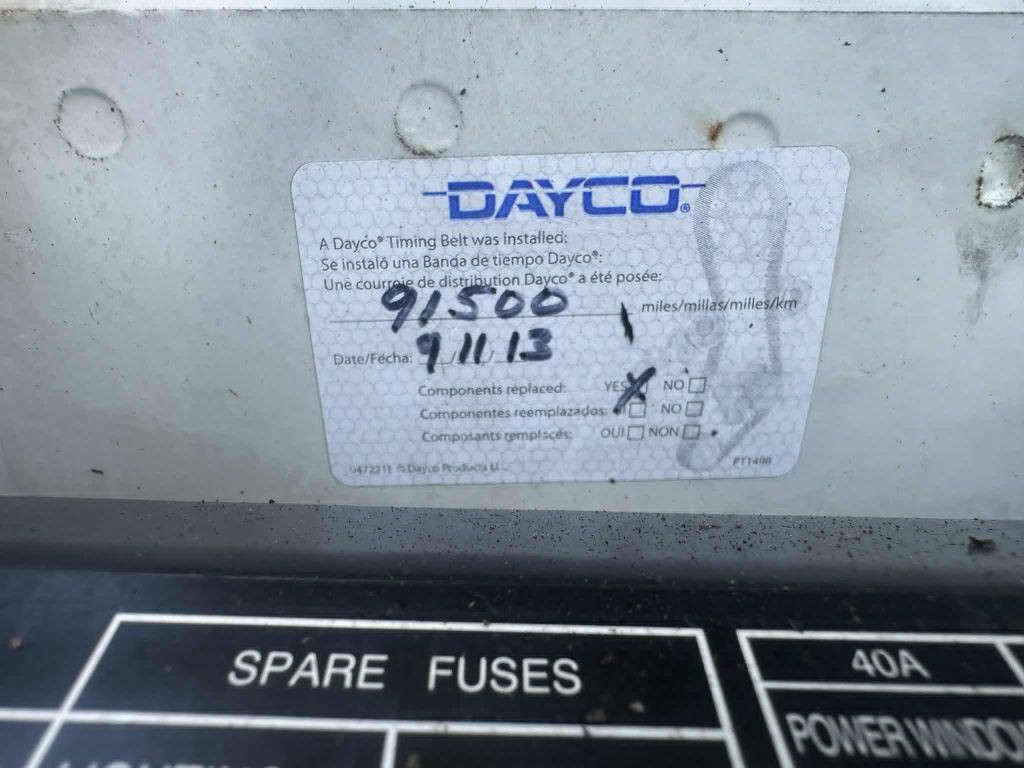 DAYCO®
A Dayco® Timing Belt was installed:
Se instaló una Banda de tiempo Dayco®:
Une courroie de distribution Dayco® a été posée:
91500 miles/millas/milles/km
Date/Fecha: 9/11/13
Components replaced: YES X NO
Componentes reemplazados: SI NO
Composants remplacés: OUI NON
© Dayco Products LLC
SPARE FUSES
40A
POWER